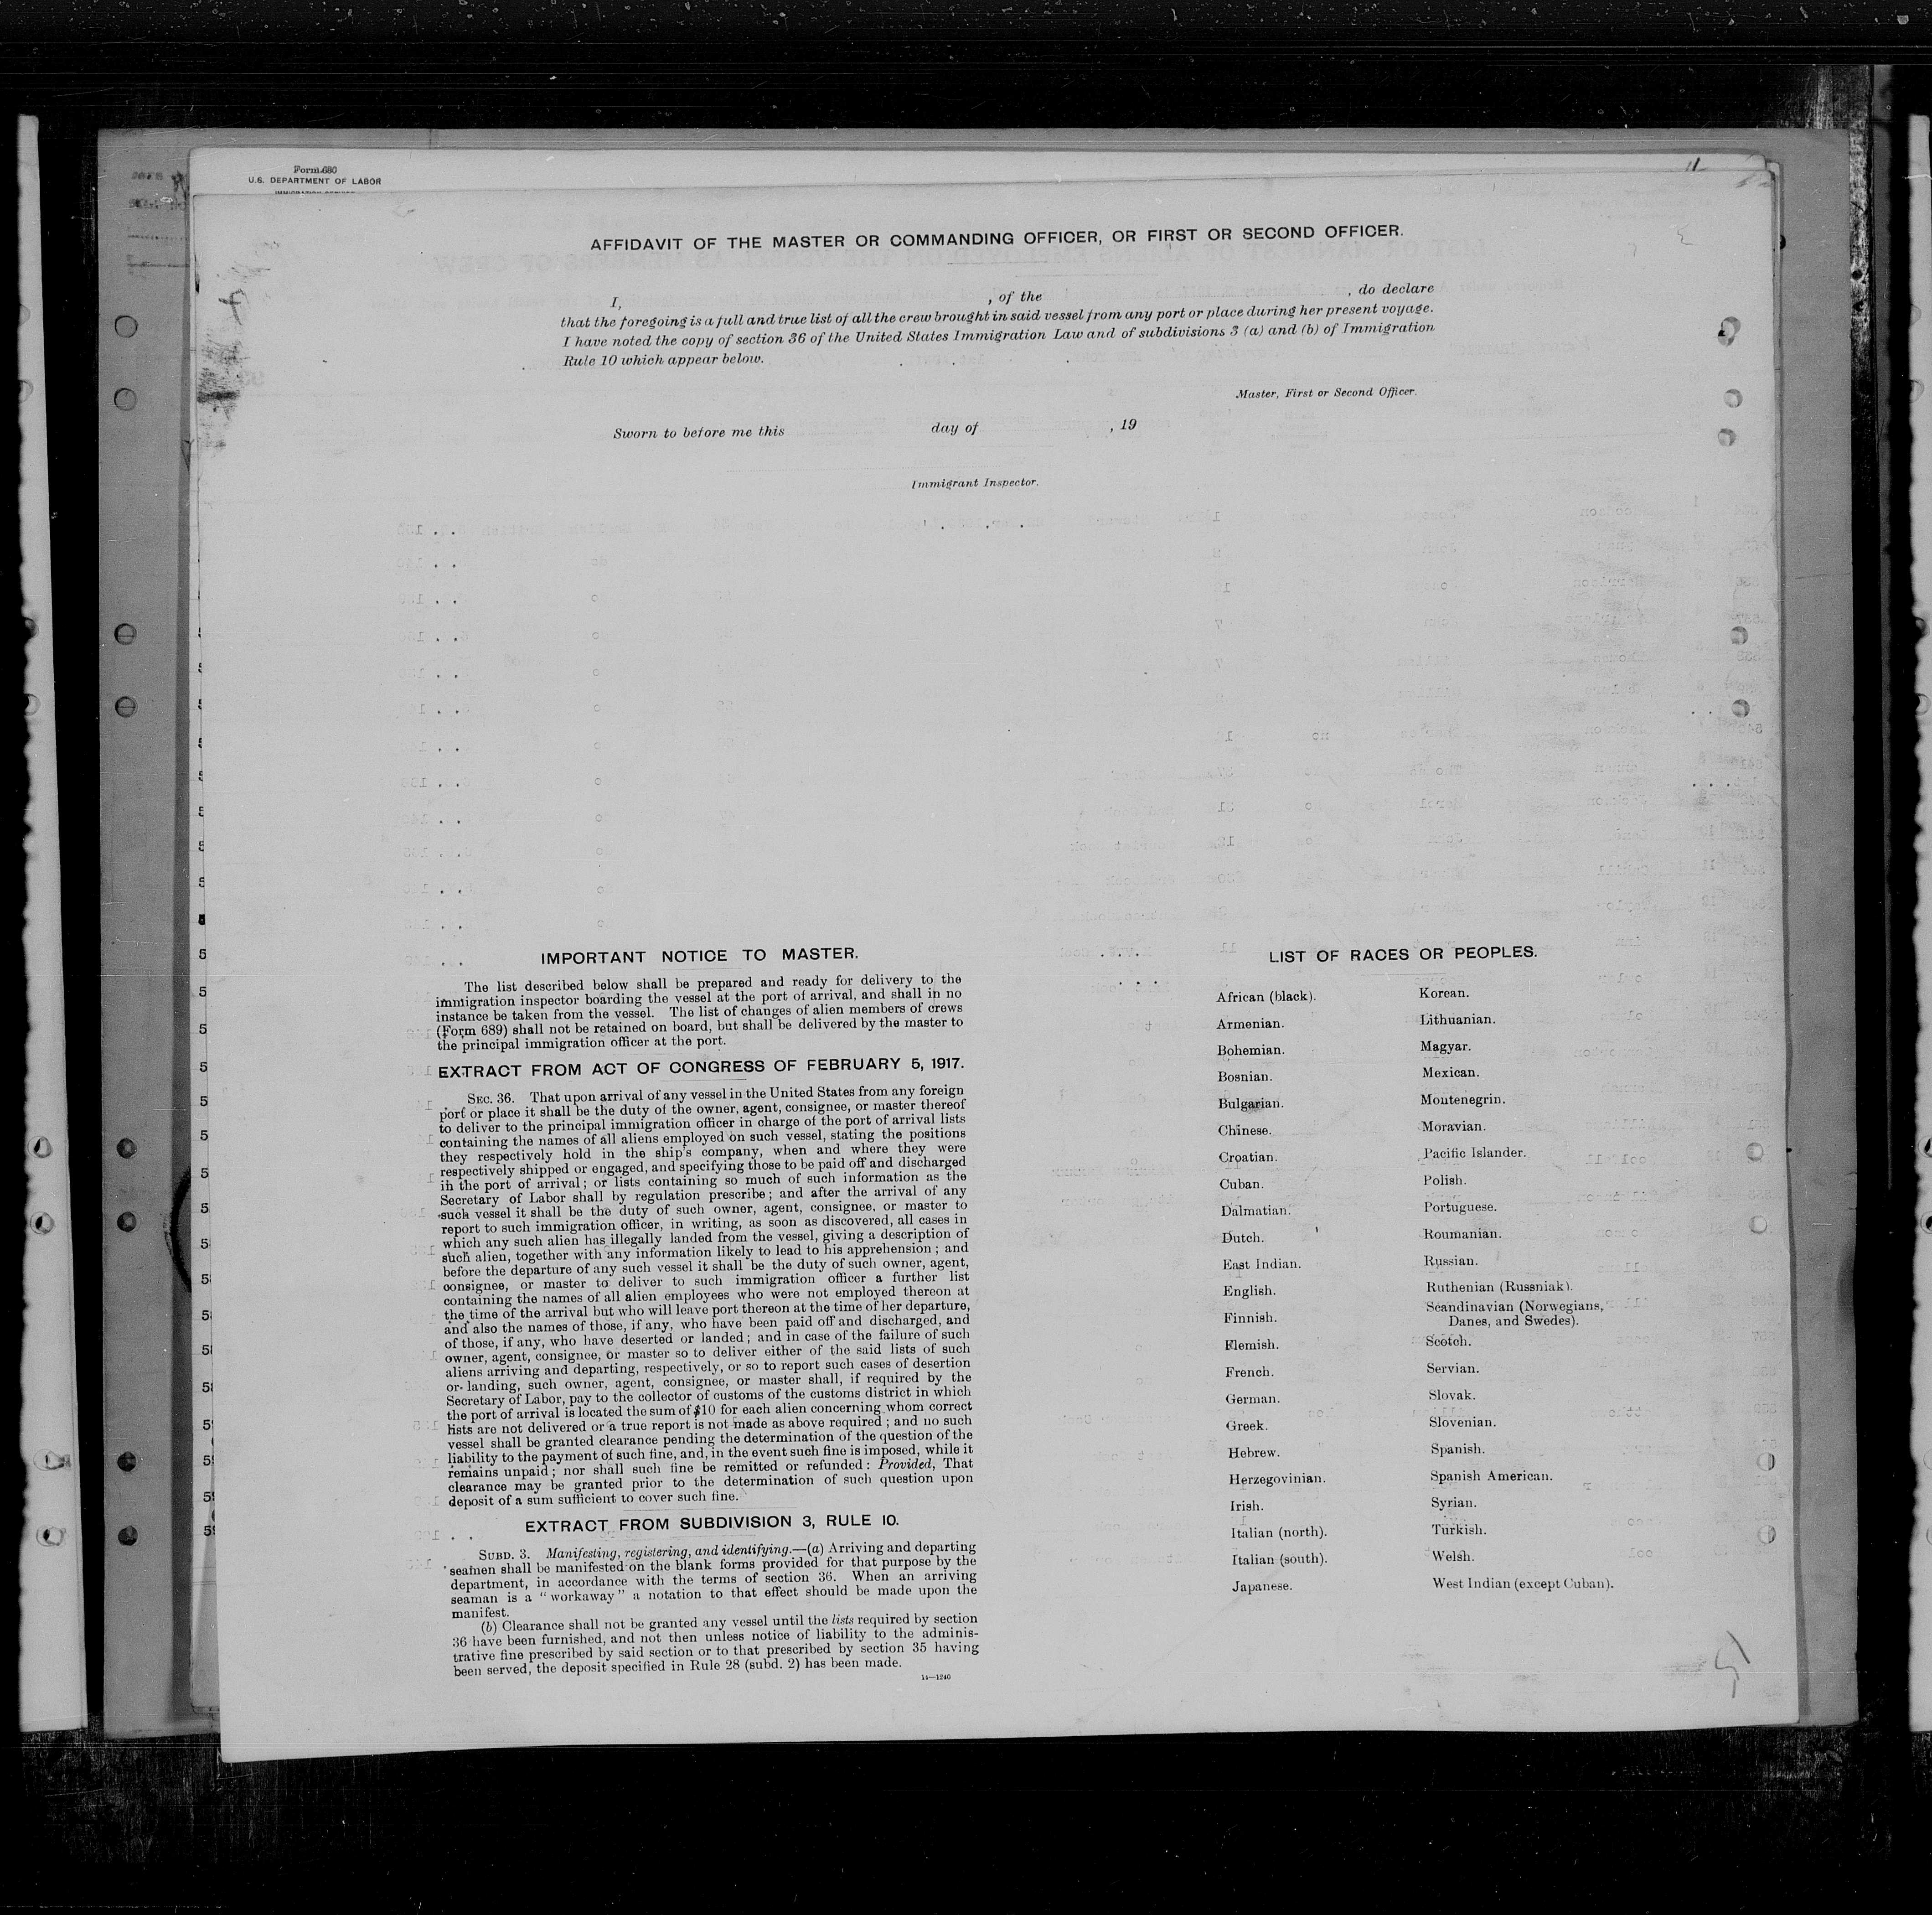 Form 680
U.S. DEPARTMENT OF LABOR
AFFIDAVIT OF THE MASTER OR COMMANDING OFFICER, OR FIRST OR SECOND OFFICER.
I, , of the , do declare
that the foregoing is a full and true list of all the crew brought in said vessel from any port or place during her present voyage.
I have noted the copy of section 36 of the United States Immigration Law and of subdivisions 3 (a) and (b) of Immigration
Rule 10 which appear below.
Master, First or Second Officer.
Sworn to before me this day of , 19
Immigrant Inspector.
IMPORTANT NOTICE TO MASTER.
The list described below shall be prepared and ready for delivery to the
immigration inspector boarding the vessel at the port of arrival, and shall in no
instance be taken from the vessel. The list of changes of alien members of crews
(Form 689) shall not be retained on board, but shall be delivered by the master to
the principal immigration officer at the port.
EXTRACT FROM ACT OF CONGRESS OF FEBRUARY 5, 1917.
SEC. 36. That upon arrival of any vessel in the United States from any foreign
port or place it shall be the duty of the owner, agent, consignee, or master thereof
to deliver to the principal immigration officer in charge of the port of arrival lists
containing the names of all aliens employed on such vessel, stating the positions
they respectively hold in the ship's company, when and where they were
respectively shipped or engaged, and specifying those to be paid off and discharged
in the port of arrival; or lists containing so much of such information as the
Secretary of Labor shall by regulation prescribe; and after the arrival of any
such vessel it shall be the duty of such owner, agent, consignee. or master to
report to such immigration officer, in writing, as soon as discovered, all cases in
which any such alien has illegally landed from the vessel, giving a description of
such alien, together with any information likely to lead to his apprehension; and
before the departure of any such vessel it shall be the duty of such owner, agent,
consignee, or master to deliver to such immigration officer a further list
containing the names of all alien employees who were not employed thereon at
the time of the arrival but who will leave port thereon at the time of her departure,
and also the names of those, if any, who have been paid off and discharged, and
of those, if any, who have deserted or landed; and in case of the failure of such
owner, agent, consignee, or master so to deliver either of the said lists of such
aliens arriving and departing, respectively, or so to report such cases of desertion
or landing, such owner, agent, consignee, or master shall, if required by the
Secretary of Labor, pay to the collector of customs of the customs district in which
the port of arrival is located the sum of $10 for each alien concerning whom correct
lists are not delivered or a true report is not made as above required; and no such
vessel shall be granted clearance pending the determination of the question of the
liability to the payment of such fine, and, in the event such fine is imposed, while it
remains unpaid; nor shall such fine be remitted or refunded: Provided, That
clearance may be granted prior to the determination of such question upon
deposit of a sum sufficient to cover such fine.
EXTRACT FROM SUBDIVISION 3, RULE 10.
SUBD. 3. Manifesting, registering, and identifying.—(a) Arriving and departing
seamen shall be manifested on the blank forms provided for that purpose by the
department, in accordance with the terms of section 36. When an arriving
seaman is a "workaway" a notation to that effect should be made upon the
manifest.
(b) Clearance shall not be granted any vessel until the lists required by section
36 have been furnished, and not then unless notice of liability to the adminis-
trative fine prescribed by said section or to that prescribed by section 35 having
been served, the deposit specified in Rule 28 (subd. 2) has been made.
14—1240
LIST OF RACES OR PEOPLES.
African (black).
Armenian.
Bohemian.
Bosnian.
Bulgarian.
Chinese.
Croatian.
Cuban.
Dalmatian.
Dutch.
East Indian.
English.
Finnish.
Flemish.
French.
German.
Greek.
Hebrew.
Herzegovinian.
Irish.
Italian (north).
Italian (south).
Japanese.
Korean.
Lithuanian.
Magyar.
Mexican.
Montenegrin.
Moravian.
Pacific Islander.
Polish.
Portuguese.
Roumanian.
Russian.
Ruthenian (Russniak).
Scandinavian (Norwegians,
Danes, and Swedes).
Scotch.
Servian.
Slovak.
Slovenian.
Spanish.
Spanish American.
Syrian.
Turkish.
Welsh.
West Indian (except Cuban).